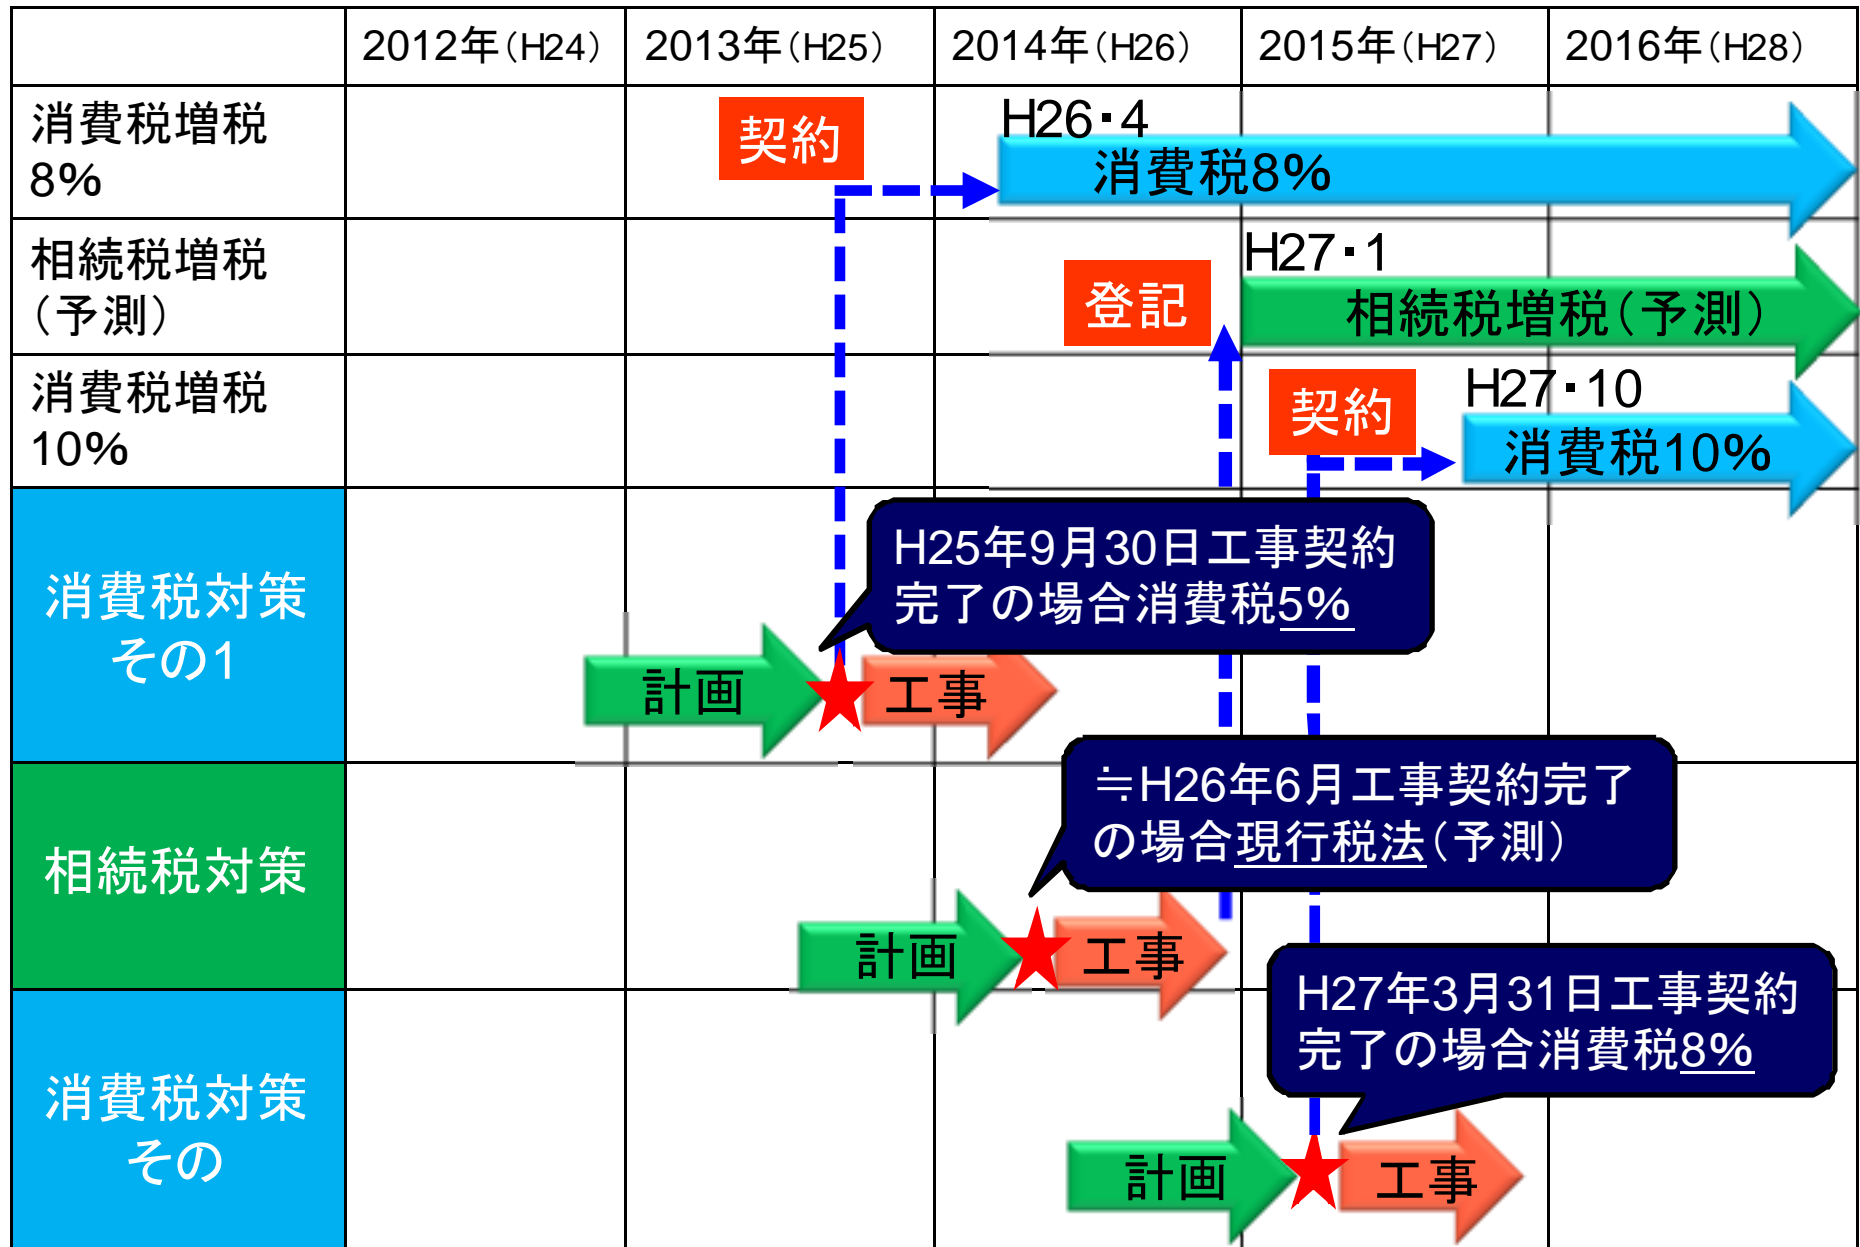 2012年（H24）
2013年（H25）
2014年（H26）
2015年（H27）
2016年（H28）
消費税増税
8%
契約
H26・4
消費税8%
相続税増税
（予測）
登記
H27・1
相続税増税（予測）
消費税増税
10%
契約
H27・10
消費税10%
消費税対策
その1
H25年9月30日工事契約
完了の場合消費税5%
計画
工事
相続税対策
≒H26年6月工事契約完了
の場合現行税法（予測）
計画
工事
消費税対策
その
H27年3月31日工事契約
完了の場合消費税8%
計画
工事